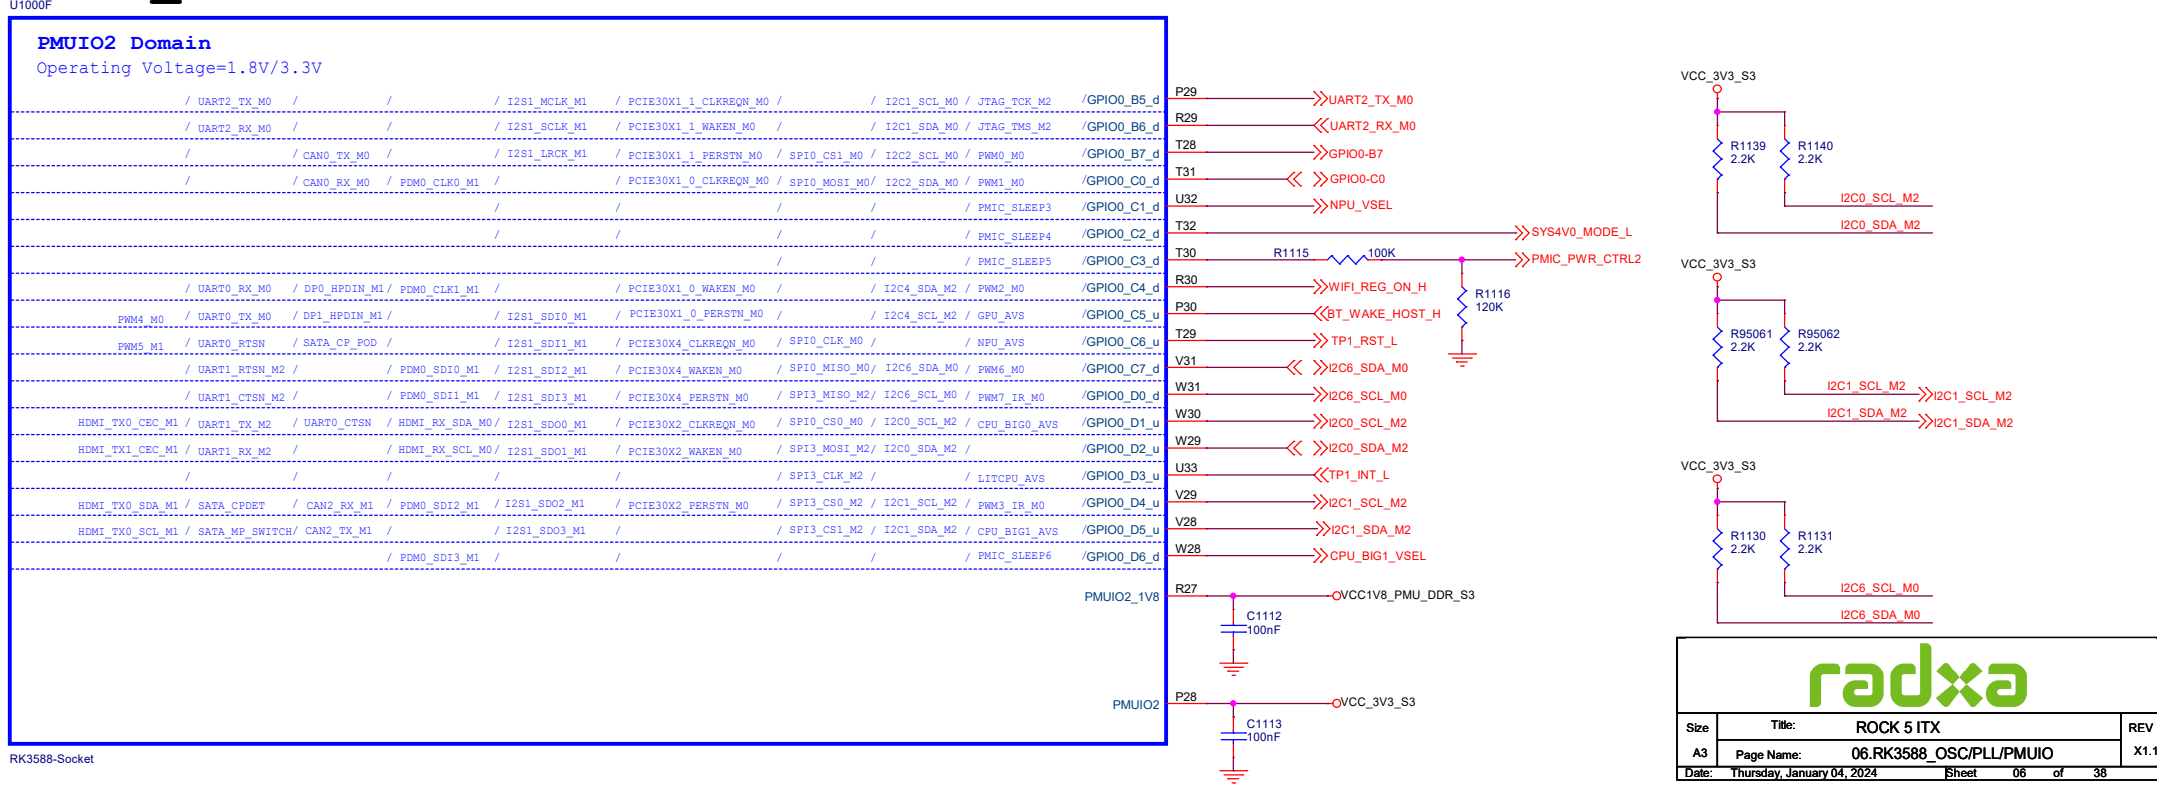 U1000F
PMUIO2 Domain
Operating Voltage=1.8V/3.3V
/ UART2_TX_M0 / / / I2S1_MCLK_M1 / PCIE30X1_1_CLKREQN_M0 / / I2C1_SCL_M0 / JTAG_TCK_M2 /GPIO0_B5_d P29 UART2_TX_M0
/ UART2_RX_M0 / / / I2S1_SCLK_M1 / PCIE30X1_1_WAKEN_M0 / / I2C1_SDA_M0 / JTAG_TMS_M2 /GPIO0_B6_d R29 UART2_RX_M0
/ / CAN0_TX_M0 / / I2S1_LRCK_M1 / PCIE30X1_1_PERSTN_M0 / SPI0_CS1_M0 / I2C2_SCL_M0 / PWM0_M0 /GPIO0_B7_d T28 GPIO0-B7
/ / CAN0_RX_M0 / PDM0_CLK0_M1 / / PCIE30X1_0_CLKREQN_M0 / SPI0_MOSI_M0/ I2C2_SDA_M0 / PWM1_M0 /GPIO0_C0_d T31 GPIO0-C0
/ / / / / PMIC_SLEEP3 /GPIO0_C1_d U32 NPU_VSEL
/ / / / / PMIC_SLEEP4 /GPIO0_C2_d T32 SYS4V0_MODE_L
/ / / PMIC_SLEEP5 /GPIO0_C3_d T30 R1115 100K PMIC_PWR_CTRL2
/ UART0_RX_M0 / DP0_HPDIN_M1/ PDM0_CLK1_M1 / / PCIE30X1_0_WAKEN_M0 / / I2C4_SDA_M2 / PWM2_M0 /GPIO0_C4_d R30 WIFI_REG_ON_H
R1116
120K
PWM4_M0 / UART0_TX_M0 / DP1_HPDIN_M1/ / I2S1_SDI0_M1 / PCIE30X1_0_PERSTN_M0 / / I2C4_SCL_M2 / GPU_AVS /GPIO0_C5_u P30 BT_WAKE_HOST_H
PWM5_M1 / UART0_RTSN / SATA_CP_POD / / I2S1_SDI1_M1 / PCIE30X4_CLKREQN_M0 / SPI0_CLK_M0 / / NPU_AVS /GPIO0_C6_u T29 TP1_RST_L
/ UART1_RTSN_M2 / / PDM0_SDI0_M1 / I2S1_SDI2_M1 / PCIE30X4_WAKEN_M0 / SPI0_MISO_M0/ I2C6_SDA_M0 / PWM6_M0 /GPIO0_C7_d V31 I2C6_SDA_M0
/ UART1_CTSN_M2 / / PDM0_SDI1_M1 / I2S1_SDI3_M1 / PCIE30X4_PERSTN_M0 / SPI3_MISO_M2/ I2C6_SCL_M0 / PWM7_IR_M0 /GPIO0_D0_d W31 I2C6_SCL_M0
HDMI_TX0_CEC_M1 / UART1_TX_M2 / UART0_CTSN / HDMI_RX_SDA_M0/ I2S1_SDO0_M1 / PCIE30X2_CLKREQN_M0 / SPI0_CS0_M0 / I2C0_SCL_M2 / CPU_BIG0_AVS /GPIO0_D1_u W30 I2C0_SCL_M2
HDMI_TX1_CEC_M1 / UART1_RX_M2 / / HDMI_RX_SCL_M0/ I2S1_SDO1_M1 / PCIE30X2_WAKEN_M0 / SPI3_MOSI_M2/ I2C0_SDA_M2 / /GPIO0_D2_u W29 I2C0_SDA_M2
/ / / / / / SPI3_CLK_M2 / / LITCPU_AVS /GPIO0_D3_u U33 TP1_INT_L
HDMI_TX0_SDA_M1 / SATA_CPDET / CAN2_RX_M1 / PDM0_SDI2_M1 / I2S1_SDO2_M1 / PCIE30X2_PERSTN_M0 / SPI3_CS0_M2 / I2C1_SCL_M2 / PWM3_IR_M0 /GPIO0_D4_u V29 I2C1_SCL_M2
HDMI_TX0_SCL_M1 / SATA_MP_SWITCH/ CAN2_TX_M1 / / I2S1_SDO3_M1 / / SPI3_CS1_M2 / I2C1_SDA_M2 / CPU_BIG1_AVS /GPIO0_D5_u V28 I2C1_SDA_M2
/ PDM0_SDI3_M1 / / / / / PMIC_SLEEP6 /GPIO0_D6_d W28 CPU_BIG1_VSEL
PMUIO2_1V8 R27 VCC1V8_PMU_DDR_S3
C1112
100nF
PMUIO2 P28 VCC_3V3_S3
C1113
100nF
RK3588-Socket
VCC_3V3_S3
R1139 R1140
2.2K 2.2K
I2C0_SCL_M2
I2C0_SDA_M2
VCC_3V3_S3
R95061 R95062
2.2K 2.2K
I2C1_SCL_M2 I2C1_SCL_M2
I2C1_SDA_M2 I2C1_SDA_M2
VCC_3V3_S3
R1130 R1131
2.2K 2.2K
I2C6_SCL_M0
I2C6_SDA_M0
radxa
Size Title: ROCK 5 ITX REV
A3 Page Name: 06.RK3588_OSC/PLL/PMUIO X1.1
Date: Thursday, January 04, 2024 Sheet 06 of 38